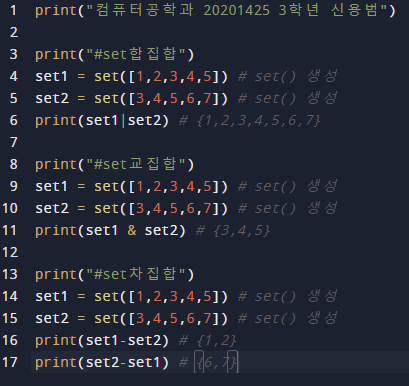 1 print("컴퓨터공학과 20201425 3학년 신용범")
2
3 print("#set합집합")
4 set1 = set([1,2,3,4,5]) # set() 생성
5 set2 = set([3,4,5,6,7]) # set() 생성
6 print(set1|set2) # {1,2,3,4,5,6,7}
7
8 print("#set교집합")
9 set1 = set([1,2,3,4,5]) # set() 생성
10 set2 = set([3,4,5,6,7]) # set() 생성
11 print(set1 & set2) # {3,4,5}
12
13 print("#set차집합")
14 set1 = set([1,2,3,4,5]) # set() 생성
15 set2 = set([3,4,5,6,7]) # set() 생성
16 print(set1-set2) # {1,2}
17 print(set2-set1) # {6,7}